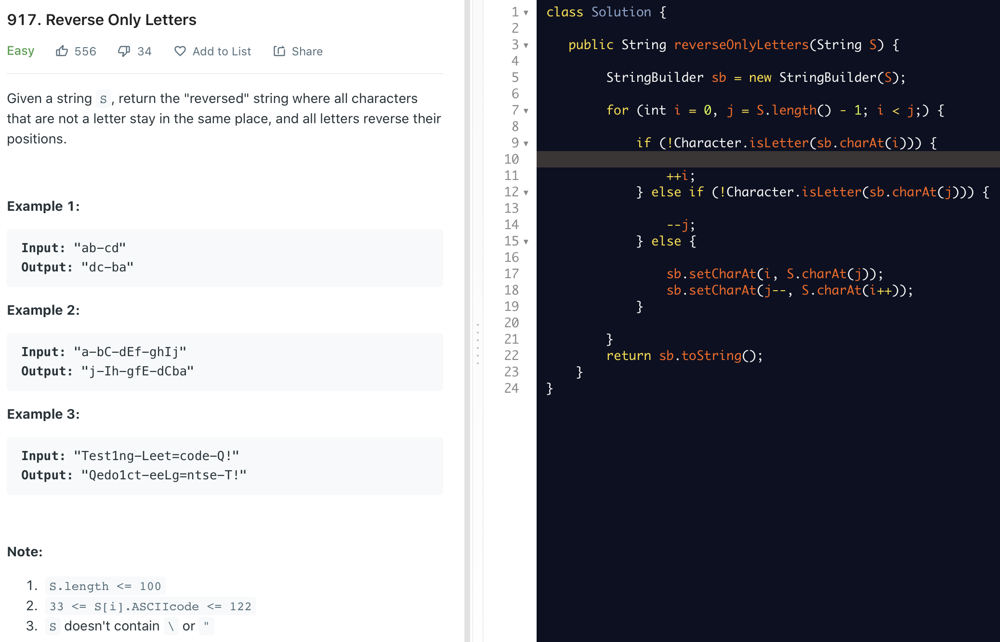 917. Reverse Only Letters
Easy 556 34 Add to List Share
Given a string S, return the "reversed" string where all characters
that are not a letter stay in the same place, and all letters reverse their
positions.
Example 1:
Input: "ab-cd"
Output: "dc-ba"
Example 2:
Input: "a-bC-dEf-ghIj"
Output: "j-Ih-gfE-dCba"
Example 3:
Input: "Test1ng-Leet=code-Q!"
Output: "Qedo1ct-eeLg=ntse-T!"
Note:
1. S.length <= 100
2. 33 <= S[i].ASCIIcode <= 122
3. S doesn't contain \ or "
1 class Solution {
2
3 public String reverseOnlyLetters(String S) {
4
5 StringBuilder sb = new StringBuilder(S);
6
7 for (int i = 0, j = S.length() - 1; i < j;) {
8
9 if (!Character.isLetter(sb.charAt(i))) {
10
11 ++i;
12 } else if (!Character.isLetter(sb.charAt(j))) {
13
14 --j;
15 } else {
16
17 sb.setCharAt(i, S.charAt(j));
18 sb.setCharAt(j--, S.charAt(i++));
19 }
20
21 }
22 return sb.toString();
23 }
24 }